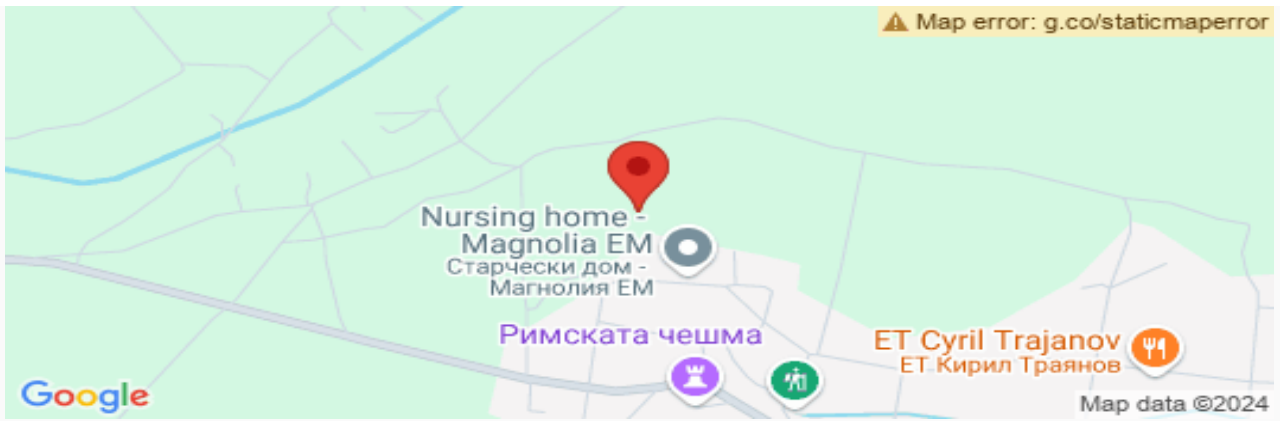 Map error: g.co/staticmaperror
Nursing home -
Magnolia EM
Старчески дом -
Магнолия ЕМ
Римската чешма
ET Cyril Trajanov
ЕТ Кирил Траянов
Google
Map data ©2024